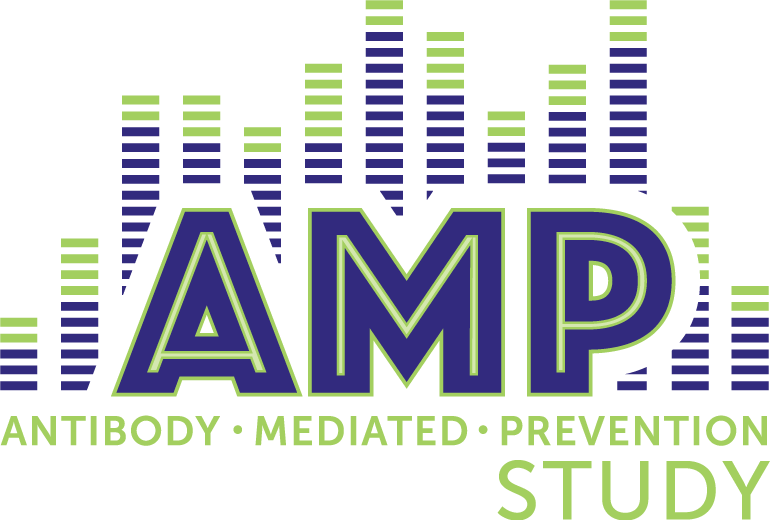 AMP
ANTIBODY • MEDIATED • PREVENTION
STUDY